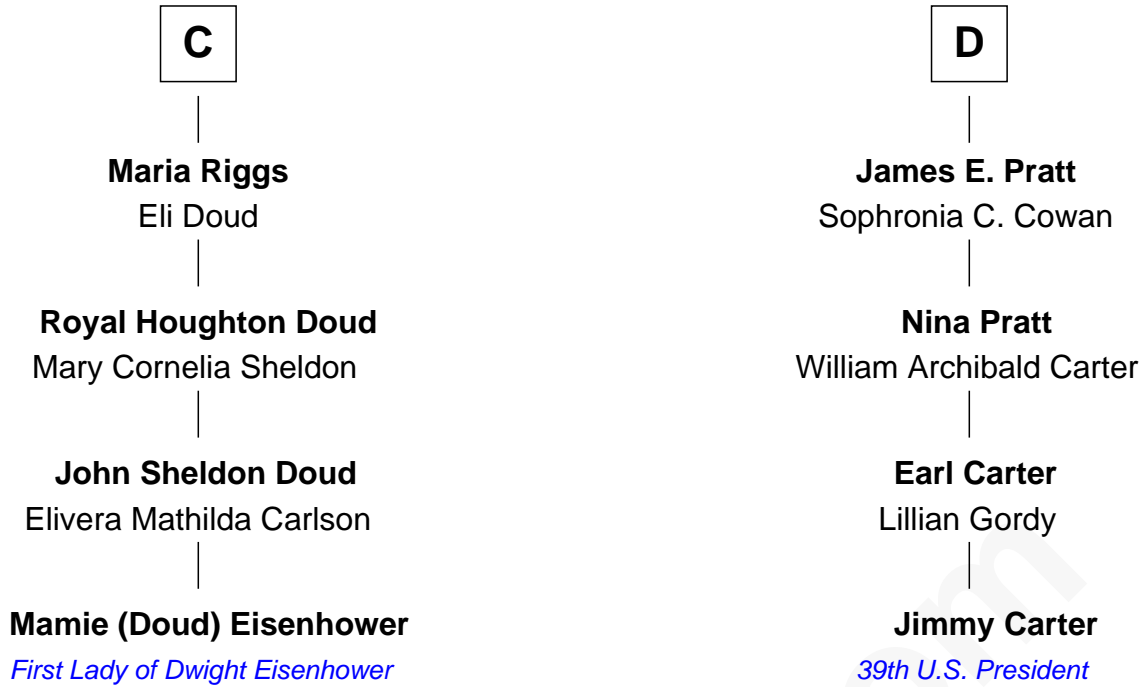 C
Maria Riggs
Eli Doud
Royal Houghton Doud
Mary Cornelia Sheldon
John Sheldon Doud
Elivera Mathilda Carlson
Mamie (Doud) Eisenhower
First Lady of Dwight Eisenhower
D
James E. Pratt
Sophronia C. Cowan
Nina Pratt
William Archibald Carter
Earl Carter
Lillian Gordy
Jimmy Carter
39th U.S. President